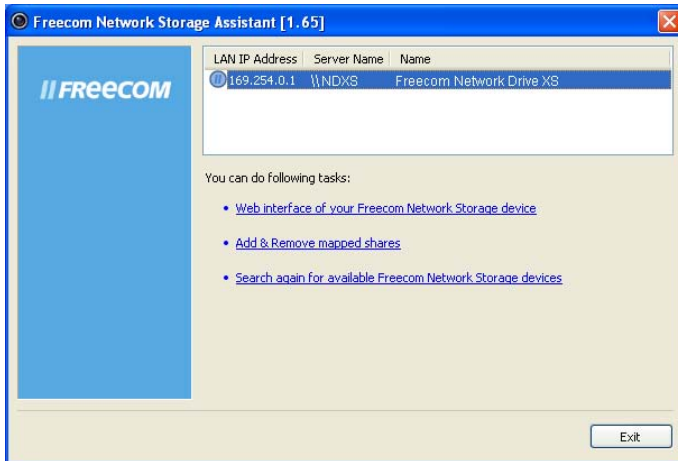 Freecom Network Storage Assistant [1.65]
FREECOM
LAN IP Address Server Name Name
169.254.0.1 \\NDXS Freecom Network Drive XS
You can do following tasks:
• Web interface of your Freecom Network Storage device
• Add & Remove mapped shares
• Search again for available Freecom Network Storage devices
Exit